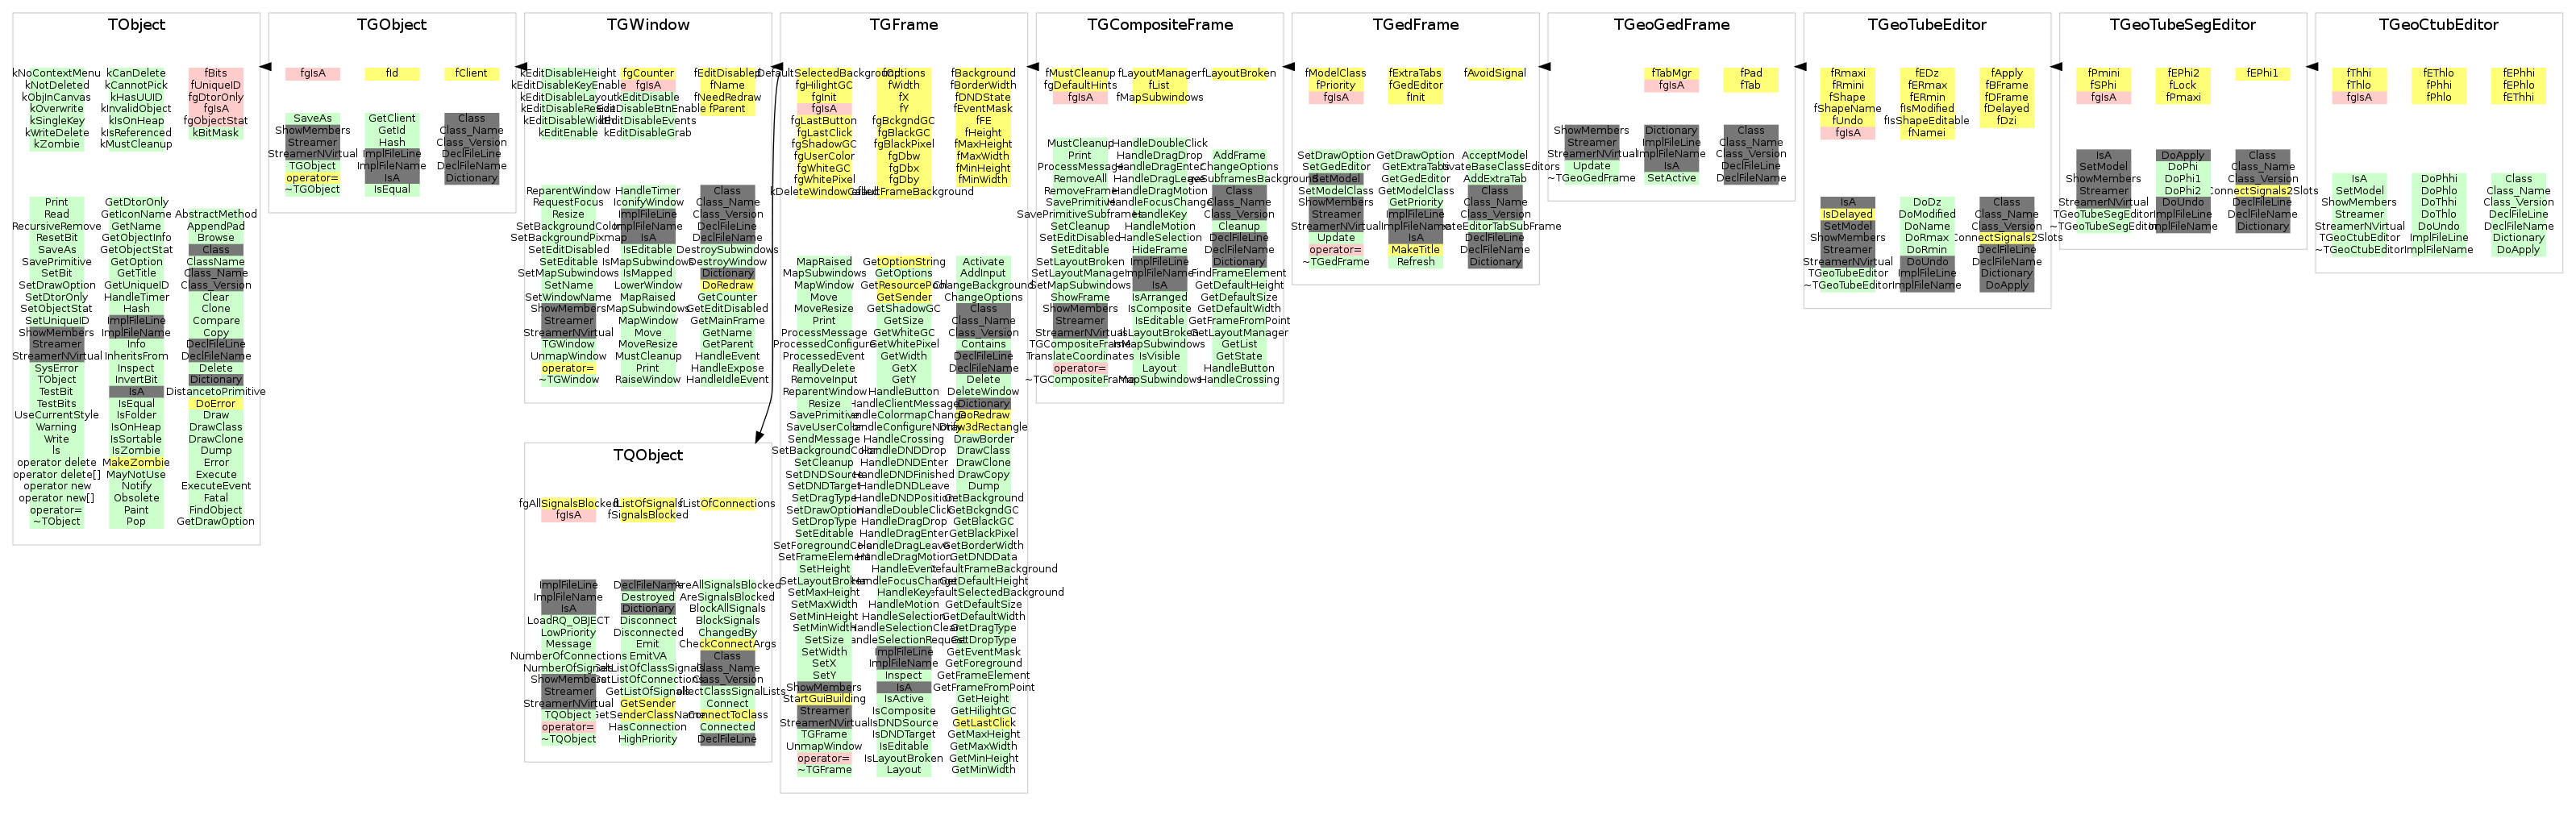 TObject
kNoContextMenu kCanDelete fBits
kNotDeleted kCannotPick fUniqueID
kObjInCanvas kHasUUID fgDtorOnly
kOverwrite kInvalidObject fgIsA
kSingleKey kIsOnHeap fgObjectStat
kWriteDelete kIsReferenced kBitMask
kZombie kMustCleanup
Print GetDtorOnly
Read GetIconName AbstractMethod
RecursiveRemove GetName AppendPad
ResetBit GetObjectInfo Browse
SaveAs GetObjectStat Class
SavePrimitive GetOption ClassName
SetBit GetTitle Class_Name
SetDrawOption GetUniqueID Class_Version
SetDtorOnly HandleTimer Clear
SetObjectStat Hash Clone
SetUniqueID ImplFileLine Compare
ShowMembers ImplFileName Copy
Streamer Info DeclFileLine
StreamerNVirtual InheritsFrom DeclFileName
SysError Inspect Delete
TObject InvertBit Dictionary
TestBit IsA DistancetoPrimitive
TestBits IsEqual DoError
UseCurrentStyle IsFolder Draw
Warning IsOnHeap DrawClass
Write IsSortable DrawClone
ls IsZombie Dump
operator delete MakeZombie Error
operator delete[] MayNotUse Execute
operator new Notify ExecuteEvent
operator new[] Obsolete Fatal
operator= Paint FindObject
~TObject Pop GetDrawOption
TGObject
fgIsA fId fClient
SaveAs GetClient Class
ShowMembers GetId Class_Name
Streamer Hash Class_Version
StreamerNVirtual ImplFileLine DeclFileLine
TGObject ImplFileName DeclFileName
operator= IsA Dictionary
~TGObject IsEqual
TGWindow
kEditDisableHeight fgCounter fEditDisabled
kEditDisableKeyEnable fgIsA fName
kEditDisableLayout kEditDisable fNeedRedraw
kEditDisableResize kEditDisableBtnEnable fParent
kEditDisableWidth kEditDisableEvents
kEditEnable kEditDisableGrab
ReparentWindow HandleTimer Class
RequestFocus IconifyWindow Class_Name
Resize ImplFileLine Class_Version
SetBackgroundColor ImplFileName DeclFileLine
SetBackgroundPixmap IsA DeclFileName
SetEditDisabled IsEditable DestroySubwindows
SetEditable IsMapSubwindows DestroyWindow
SetMapSubwindows IsMapped Dictionary
SetName LowerWindow DoRedraw
SetWindowName MapRaised GetCounter
ShowMembers MapSubwindows GetEditDisabled
Streamer MapWindow GetMainFrame
StreamerNVirtual Move GetName
TGWindow MoveResize GetParent
UnmapWindow MustCleanup HandleEvent
operator= Print HandleExpose
~TGWindow RaiseWindow HandleIdleEvent
TQObject
fgAllSignalsBlocked fListOfSignals fListOfConnections
fgIsA fSignalsBlocked
ImplFileLine DeclFileName AreAllSignalsBlocked
ImplFileName Destroyed AreSignalsBlocked
IsA Dictionary BlockAllSignals
LoadRQ_OBJECT Disconnect BlockSignals
LowPriority Disconnected ChangedBy
Message Emit CheckConnectArgs
NumberOfConnections EmitVA Class
NumberOfSignals GetListOfClassSignals Class_Name
ShowMembers GetListOfConnections Class_Version
Streamer GetListOfSignals CollectClassSignalLists
StreamerNVirtual GetSender Connect
TQObject GetSenderClassName ConnectToClass
operator= HasConnection Connected
~TQObject HighPriority DeclFileLine
TGFrame
fOptions fBackground
fgHilightGC fWidth fBorderWidth
fgInit fX fDNDState
fgIsA fY fEventMask
fgLastButton fgBckgndGC fFE
fgLastClick fgBlackGC fHeight
fgShadowGC fgBlackPixel fMaxHeight
fgUserColor fgDbw fMaxWidth
fgWhiteGC fgDbx fMinHeight
fgWhitePixel fgDby fMinWidth
MapRaised GetOptionString Activate
MapSubwindows GetOptions AddInput
MapWindow GetResourcePool ChangeBackground
Move GetSender ChangeOptions
MoveResize GetShadowGC Class
Print GetSize Class_Name
ProcessMessage GetWhiteGC Class_Version
ProcessedConfigure GetWhitePixel Contains
ProcessedEvent GetWidth DeclFileLine
ReallyDelete GetX DeclFileName
RemoveInput GetY Delete
ReparentWindow HandleButton DeleteWindow
Resize HandleClientMessage Dictionary
SavePrimitive HandleColormapChange DoRedraw
SaveUserColor HandleConfigureNotify Draw3dRectangle
SendMessage HandleCrossing DrawBorder
SetBackgroundColor HandleDNDDrop DrawClass
SetCleanup HandleDNDEnter DrawClone
SetDNDSource HandleDNDFinished DrawCopy
SetDNDTarget HandleDNDLeave Dump
SetDragType HandleDNDPosition GetBackground
SetDrawOption HandleDoubleClick GetBckgndGC
SetDropType HandleDragDrop GetBlackGC
SetEditable HandleDragEnter GetBlackPixel
SetForegroundColor HandleDragLeave GetBorderWidth
SetFrameElement HandleDragMotion GetDNDData
SetHeight HandleEvent GetDefaultFrameBackground
SetLayoutBroken HandleFocusChange GetDefaultHeight
SetMaxHeight HandleKey GetDefaultSelectedBackground
SetMaxWidth HandleMotion GetDefaultSize
SetMinHeight HandleSelection GetDefaultWidth
SetMinWidth HandleSelectionClear GetDragType
SetSize HandleSelectionRequest GetDropType
SetWidth ImplFileLine GetEventMask
SetX ImplFileName GetForeground
SetY Inspect GetFrameElement
ShowMembers IsA GetFrameFromPoint
StartGuiBuilding IsActive GetHeight
Streamer IsComposite GetHilightGC
StreamerNVirtual IsDNDSource GetLastClick
TGFrame IsDNDTarget GetMaxHeight
UnmapWindow IsEditable GetMaxWidth
operator= IsLayoutBroken GetMinHeight
~TGFrame Layout GetMinWidth
TGCompositeFrame
fMustCleanup fLayoutManager fLayoutBroken
fgDefaultHints fList
fgIsA fMapSubwindows
MustCleanup HandleDoubleClick
Print HandleDragDrop AddFrame
ProcessMessage HandleDragEnter ChangeOptions
RemoveAll HandleDragLeave ChangeSubframesBackground
RemoveFrame HandleDragMotion Class
SavePrimitive HandleFocusChange Class_Name
SavePrimitiveSubframes HandleKey Class_Version
SetCleanup HandleMotion Cleanup
SetEditDisabled HandleSelection DeclFileLine
SetEditable HideFrame DeclFileName
SetLayoutBroken ImplFileLine Dictionary
SetLayoutManager ImplFileName FindFrameElement
SetMapSubwindows IsA GetDefaultHeight
ShowFrame IsArranged GetDefaultSize
ShowMembers IsComposite GetDefaultWidth
Streamer IsEditable GetFrameFromPoint
StreamerNVirtual IsLayoutBroken GetLayoutManager
TGCompositeFrame IsMapSubwindows GetList
TranslateCoordinates IsVisible GetState
operator= Layout HandleButton
~TGCompositeFrame MapSubwindows HandleCrossing
TGedFrame
fModelClass fExtraTabs fAvoidSignal
fPriority fGedEditor
fgIsA fInit
SetDrawOption GetDrawOption AcceptModel
SetGedEditor GetExtraTabs ActivateBaseClassEditors
SetModel GetGedEditor AddExtraTab
SetModelClass GetModelClass Class
ShowMembers GetPriority Class_Name
Streamer ImplFileLine Class_Version
StreamerNVirtual ImplFileName CreateEditorTabSubFrame
Update IsA DeclFileLine
operator= MakeTitle DeclFileName
~TGedFrame Refresh Dictionary
TGeoGedFrame
fTabMgr fPad
fgIsA fTab
ShowMembers Dictionary Class
Streamer ImplFileLine Class_Name
StreamerNVirtual ImplFileName Class_Version
Update IsA DeclFileLine
~TGeoGedFrame SetActive DeclFileName
TGeoTubeEditor
fRmaxi fEDz fApply
fRmini fERmax fBFrame
fShape fERmin fDFrame
fShapeName fIsModified fDelayed
fUndo fIsShapeEditable fDzi
fgIsA fNamei
IsA DoDz Class
IsDelayed DoModified Class_Name
SetModel DoName Class_Version
ShowMembers DoRmax ConnectSignals2Slots
Streamer DoRmin DeclFileLine
StreamerNVirtual DoUndo DeclFileName
TGeoTubeEditor ImplFileLine Dictionary
~TGeoTubeEditor ImplFileName DoApply
TGeoTubeSegEditor
fPmini fEPhi2 fEPhi1
fSPhi fLock
fgIsA fPmaxi
IsA DoApply Class
SetModel DoPhi Class_Name
ShowMembers DoPhi1 Class_Version
Streamer DoPhi2 ConnectSignals2Slots
StreamerNVirtual DoUndo DeclFileLine
TGeoTubeSegEditor ImplFileLine DeclFileName
~TGeoTubeSegEditor ImplFileName Dictionary
TGeoCtubEditor
fThhi fEThlo fEPhhi
fThlo fPhhi fEPhlo
fgIsA fPhlo fEThhi
IsA DoPhhi Class
SetModel DoPhlo Class_Name
ShowMembers DoThhi Class_Version
Streamer DoThlo DeclFileLine
StreamerNVirtual DoUndo DeclFileName
TGeoCtubEditor ImplFileLine Dictionary
~TGeoCtubEditor ImplFileName DoApply